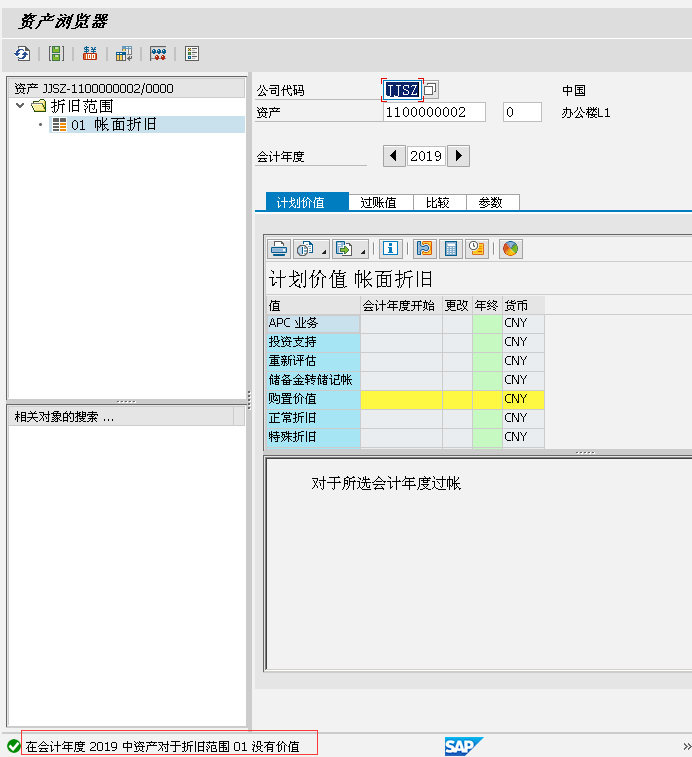 资产浏览器
资产 JJSZ-1100000002/0000
折旧范围
01 帐面折旧
公司代码 JJSZ 中国
资产 1100000002 0 办公楼L1
会计年度 2019
计划价值 过账值 比较 参数
计划价值 帐面折旧
值 会计年度开始 更改 年终 货币
APC 业务 CNY
投资支持 CNY
重新评估 CNY
储备金转储记帐 CNY
购置价值 CNY
正常折旧 CNY
特殊折旧 CNY
相关对象的搜索 ...
对于所选会计年度过帐
在会计年度 2019 中资产对于折旧范围 01 没有价值
SAP